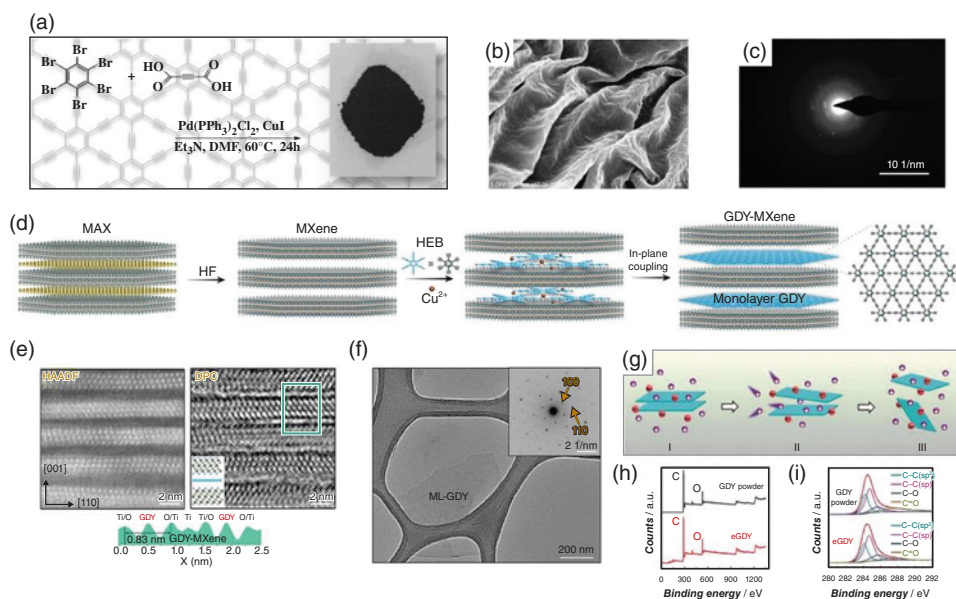 (a)
Br
Br
Br
Br
Br
Br
+
HO
O
O
OH
Pd(PPh₃)₂Cl₂, CuI
Et₃N, DMF, 60°C, 24h
(b)
(c)
10 1/nm
(d)
MAX
HF
MXene
HEB
Cu²⁺
In-plane
coupling
GDY-MXene
Monolayer GDY
(e)
HAADF
[001]
[110]
2 nm
DPC
2 nm
Ti/O GDY O/Ti Ti Ti/O GDY O/Ti
0.83 nm GDY-MXene
0.0 0.5 1.0 1.5 2.0 2.5
X (nm)
(f)
100
110
2 1/nm
ML-GDY
200 nm
(g)
I
II
III
(h)
Counts / a.u.
C
O
GDY powder
C
O
eGDY
0 300 600 900 1200
Binding energy / eV
(i)
Counts / a.u.
GDY
powder
C–C(sp²)
C–C(sp)
C–O
C=O
eGDY
C–C(sp²)
C–C(sp)
C–O
C=O
280 282 284 286 288 290 292
Binding energy / eV